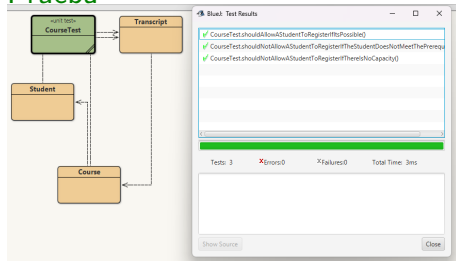 Prueba
«unit test»
CourseTest
Transcript
Student
Course
BlueJ: Test Results
CourseTest.shouldAllowAStudentToRegisterIfItsPossible()
CourseTest.shouldNotAllowAStudentToRegisterIfTheStudentDoesNotMeetThePrerequ
CourseTest.shouldNotAllowAStudentToRegisterIfThereIsNoCapacity()
Tests: 3 Errors:0 Failures:0 Total Time: 3ms
Show Source Close